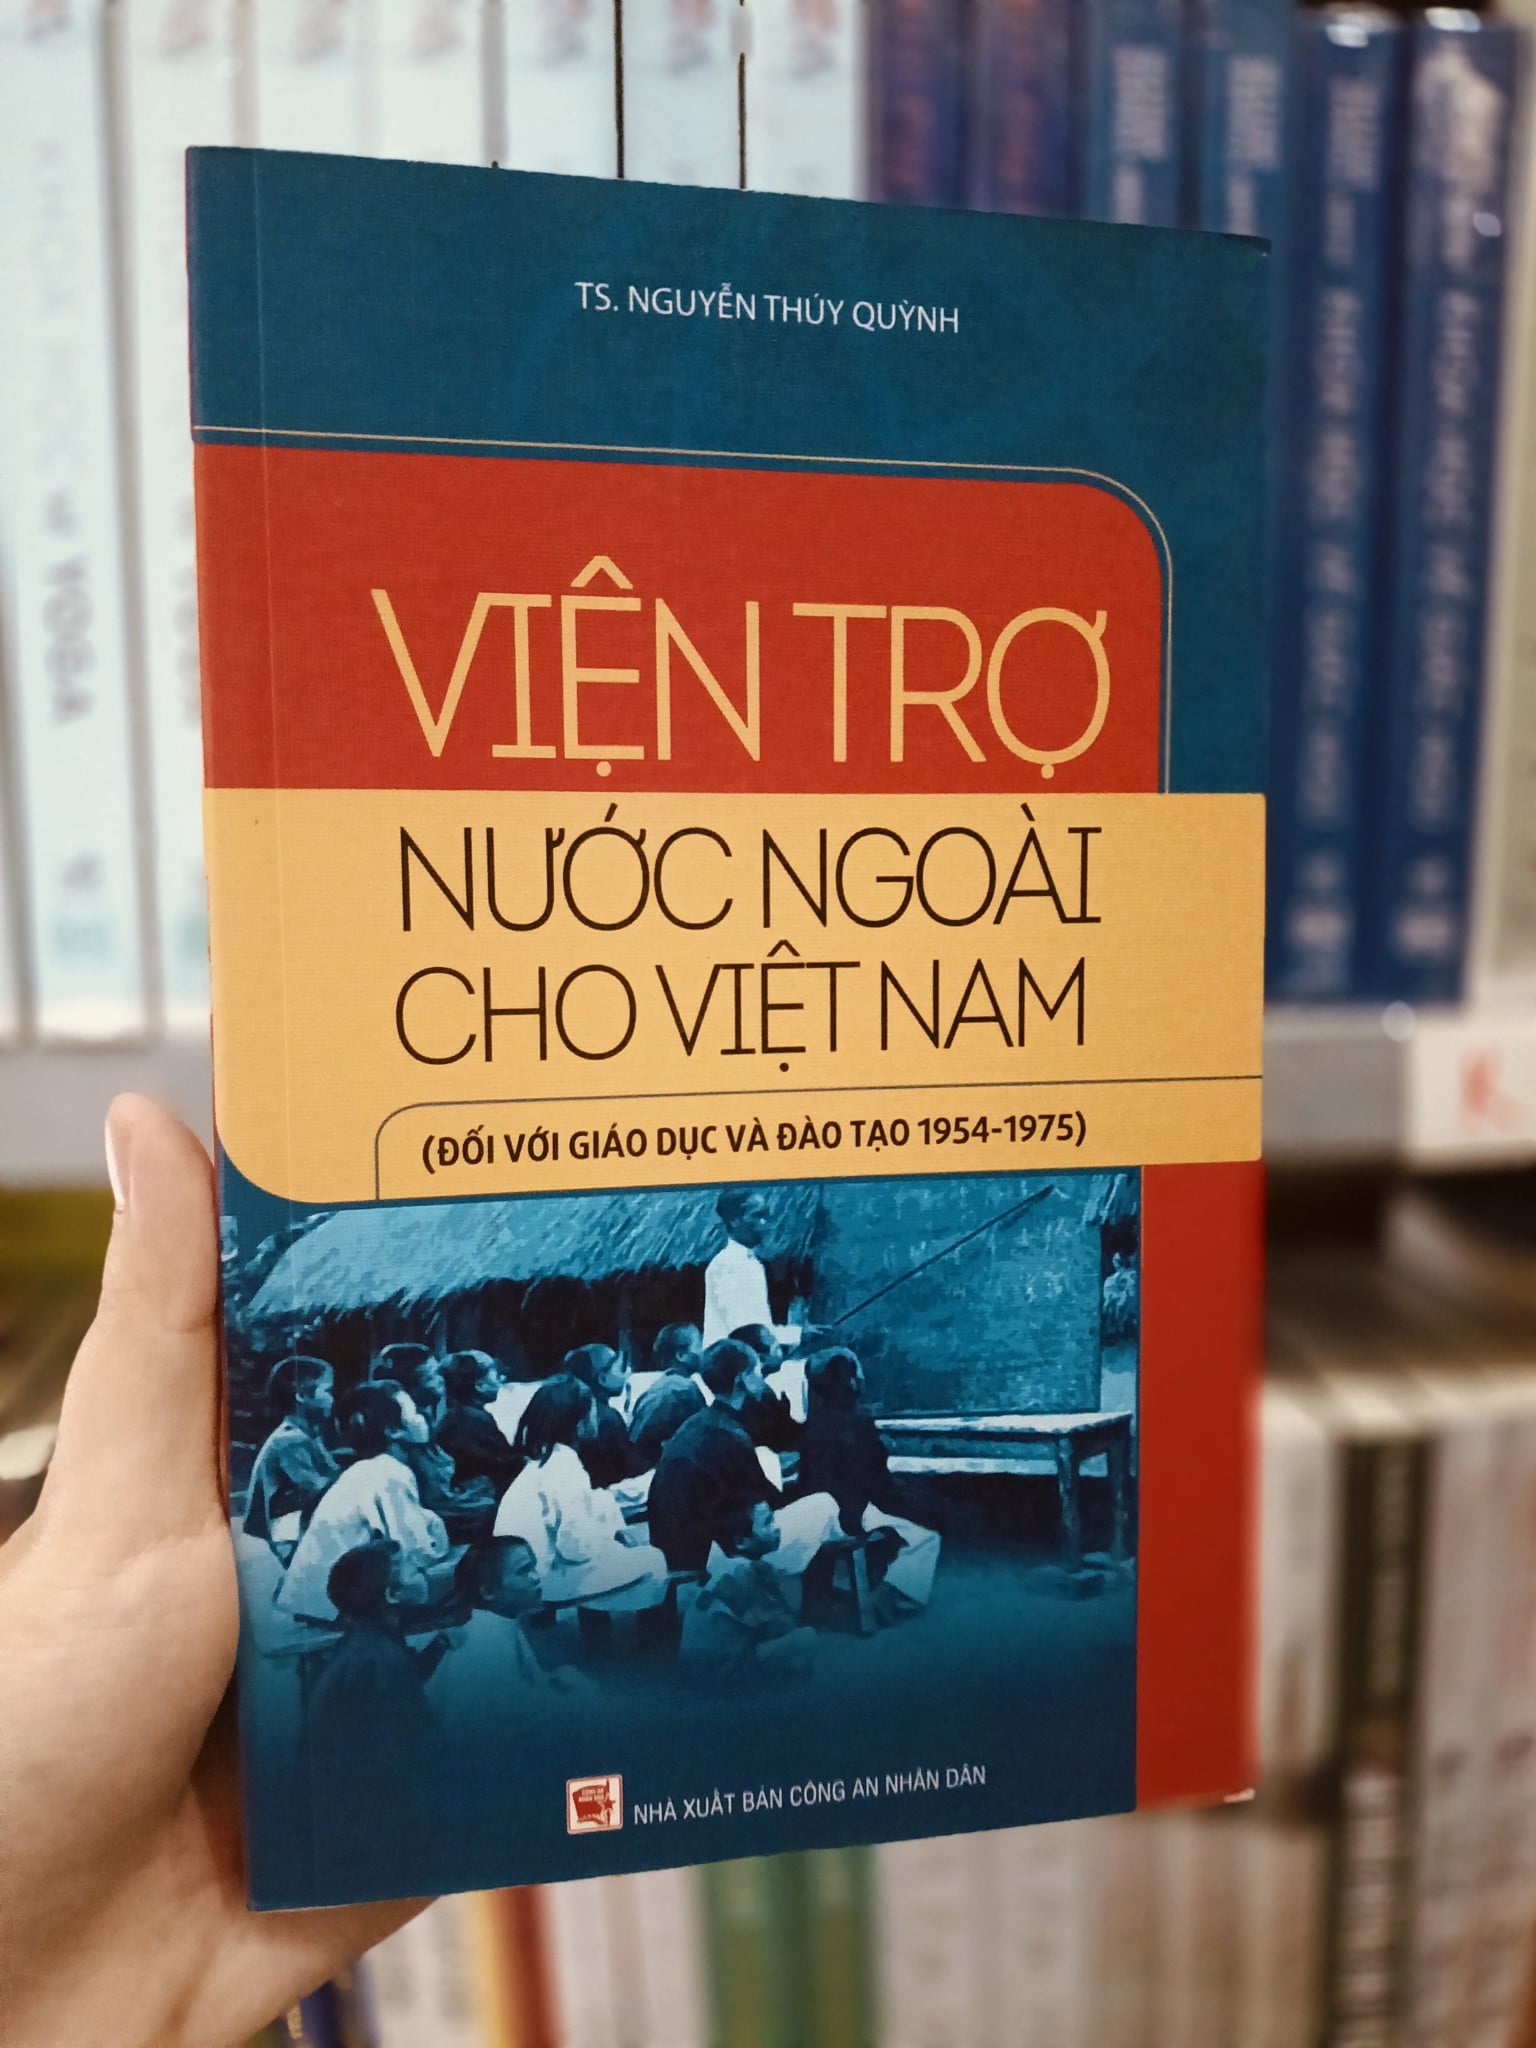 TS. NGUYỄN THÚY QUỲNH
VIỆN TRỢ
NƯỚC NGOÀI
CHO VIỆT NAM
(ĐỐI VỚI GIÁO DỤC VÀ ĐÀO TẠO 1954-1975)
NHÀ XUẤT BẢN CÔNG AN NHÂN DÂN
YOGA